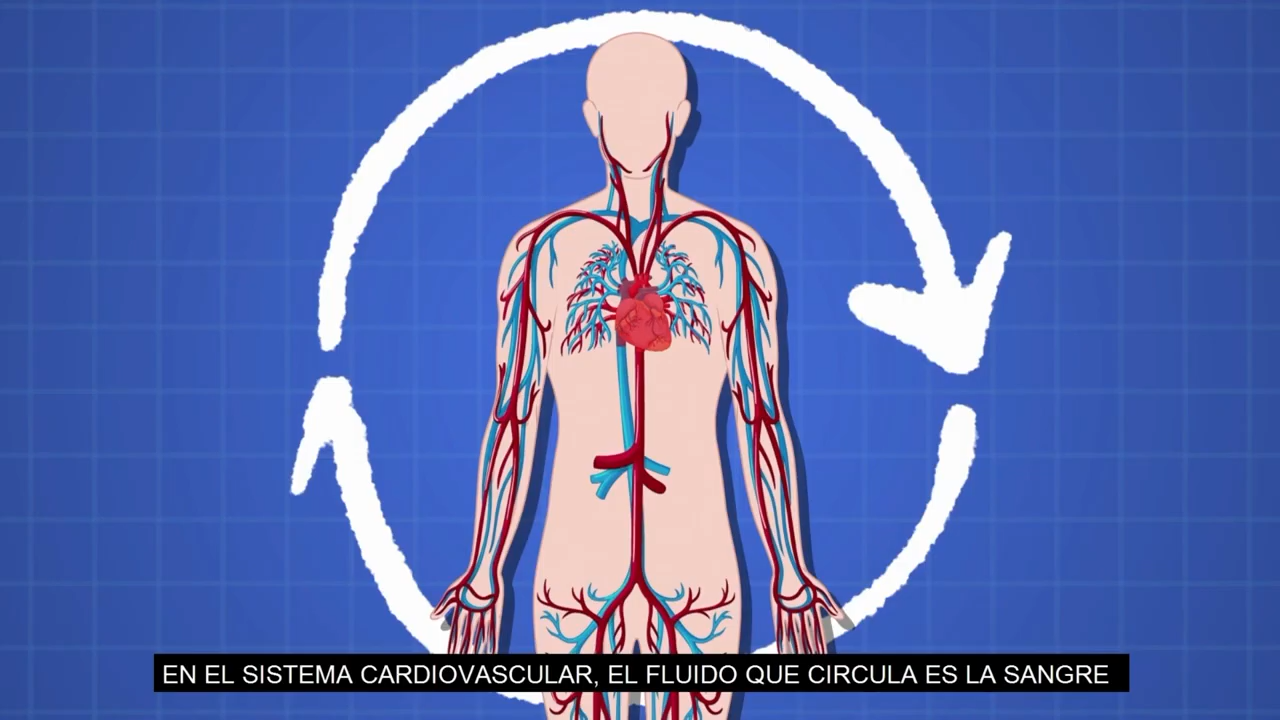 EN EL SISTEMA CARDIOVASCULAR, EL FLUIDO QUE CIRCULA ES LA SANGRE